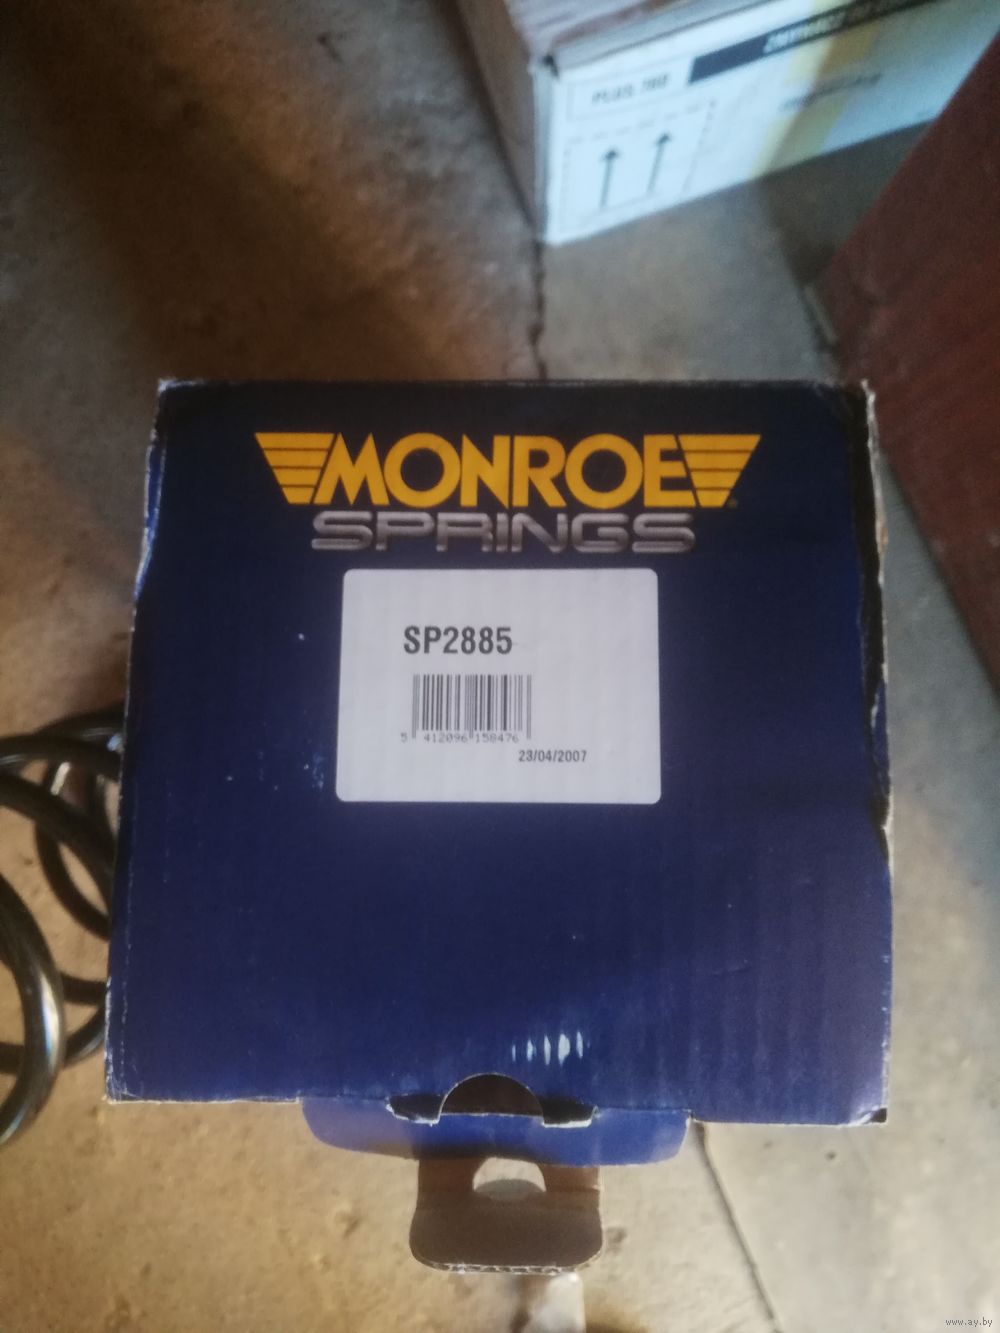 PLUS 700
MONROE
SPRINGS
SP2885
5 412096 158476
23/04/2007
www.ay.by